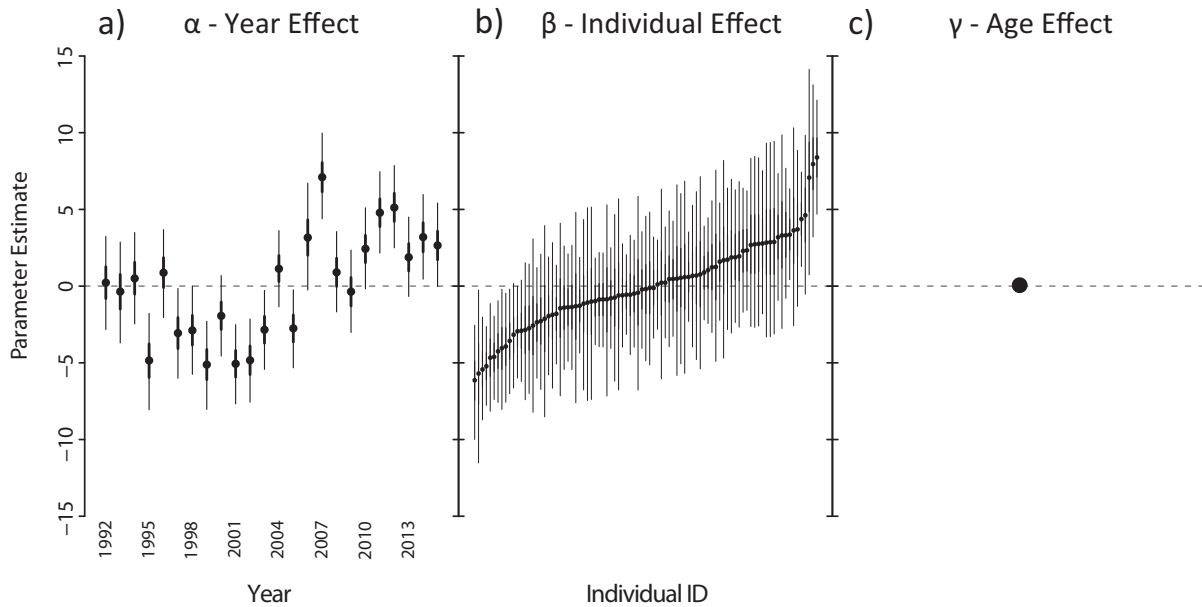 a) α - Year Effect
b) β - Individual Effect
c) γ - Age Effect
Parameter Estimate
15
10
5
0
−5
−10
−15
1992
1995
1998
2001
2004
2007
2010
2013
Year
Individual ID